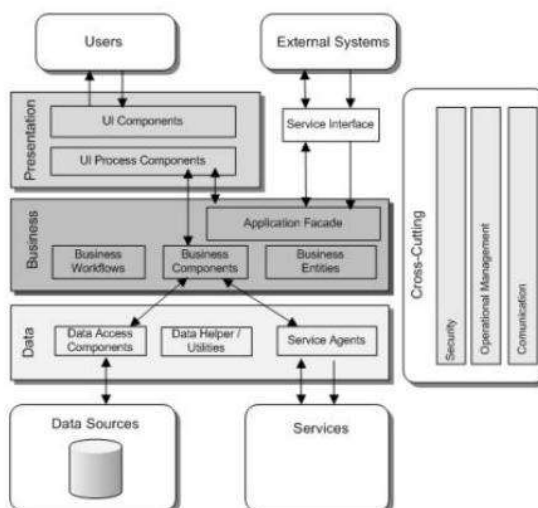 Users
External Systems
Presentation
UI Components
Service Interface
UI Process Components
Business
Application Facade
Business
Workflows
Business
Components
Business
Entities
Data
Data Access
Components
Data Helper /
Utilities
Service Agents
Data Sources
Services
Cross-Cutting
Security
Operational Management
Comunication